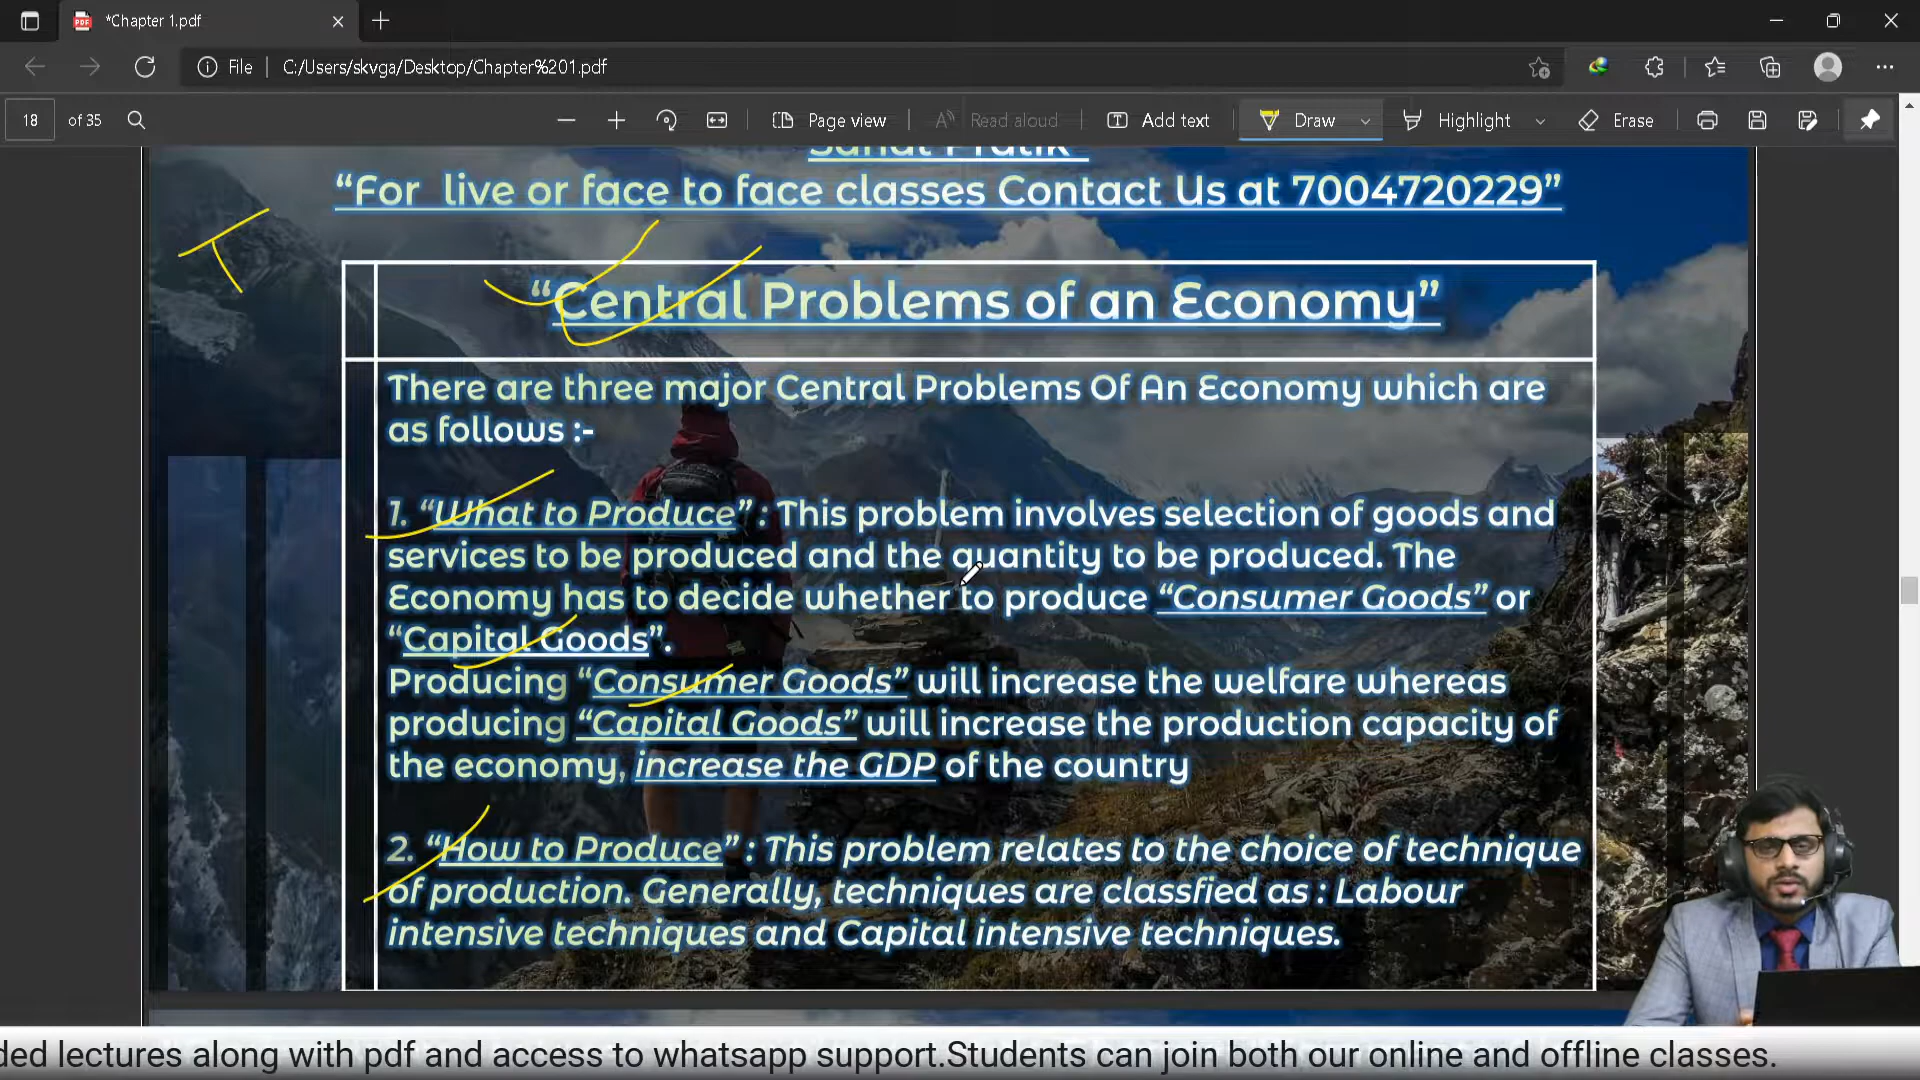 *Chapter 1.pdf
File
C:/Users/skvga/Desktop/Chapter%201.pdf
18 of 35
Page view
Read aloud
Add text
Draw
Highlight
Erase
“For live or face to face classes Contact Us at 7004720229”
“Central Problems of an Economy”
There are three major Central Problems Of An Economy which are
as follows :-
1. “What to Produce” : This problem involves selection of goods and
services to be produced and the quantity to be produced. The
Economy has to decide whether to produce “Consumer Goods” or
“Capital Goods”.
Producing “Consumer Goods” will increase the welfare whereas
producing “Capital Goods” will increase the production capacity of
the economy, increase the GDP of the country
2. “How to Produce” : This problem relates to the choice of technique
of production. Generally, techniques are classfied as : Labour
intensive techniques and Capital intensive techniques.
ded lectures along with pdf and access to whatsapp support.Students can join both our online and offline classes.